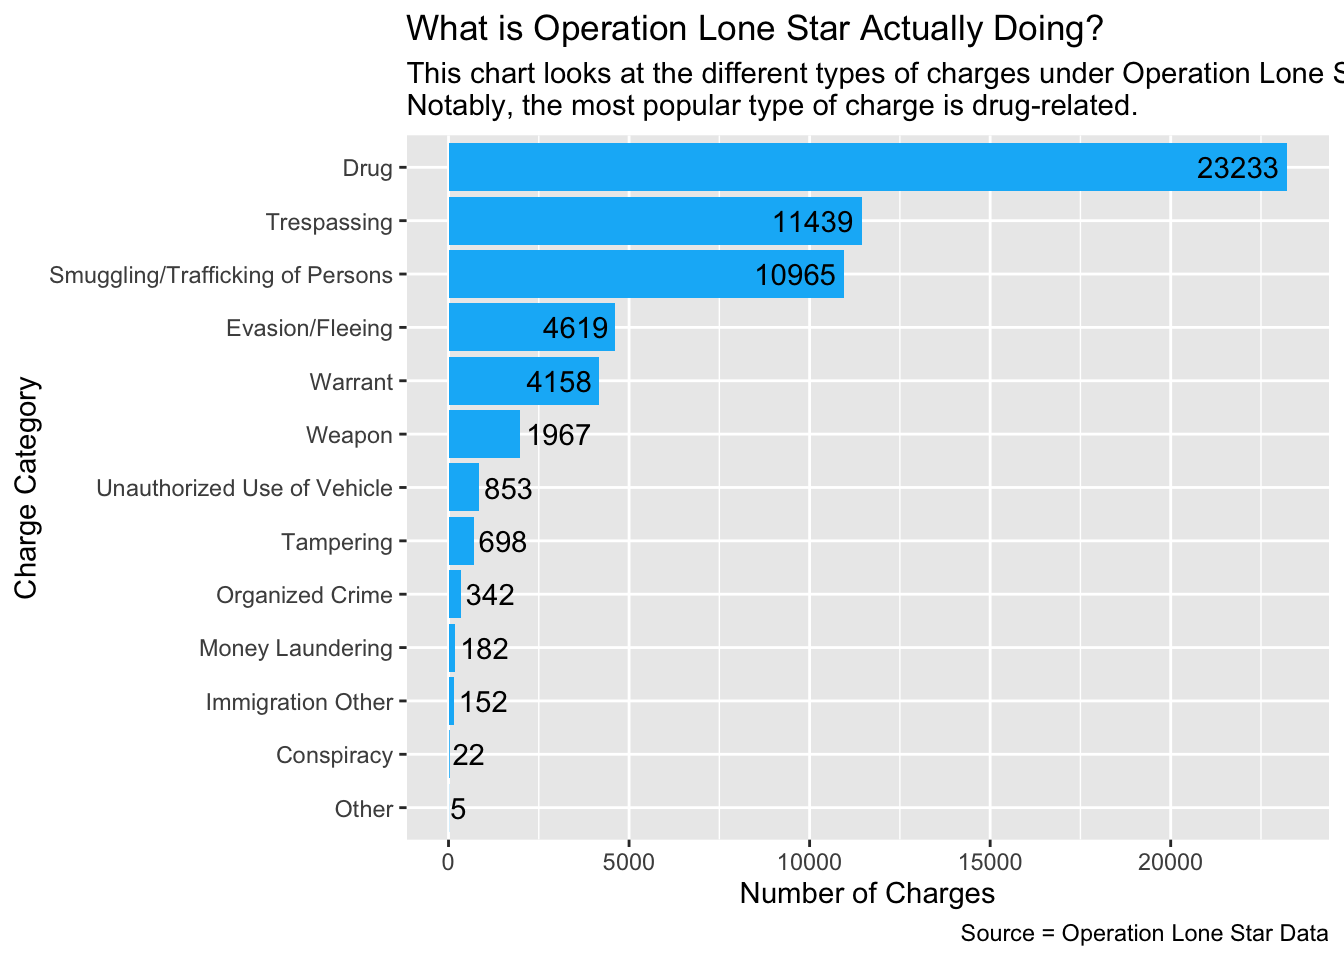 What is Operation Lone Star Actually Doing?
This chart looks at the different types of charges under Operation Lone
Notably, the most popular type of charge is drug-related.
Drug
23233
Trespassing
11439
Smuggling/Trafficking of Persons
10965
Evasion/Fleeing
4619
Warrant
4158
Weapon
1967
Unauthorized Use of Vehicle
853
Tampering
698
Organized Crime
342
Money Laundering
182
Immigration Other
152
Conspiracy
22
Other
5
Charge Category
0 5000 10000 15000 20000
Number of Charges
Source = Operation Lone Star Data